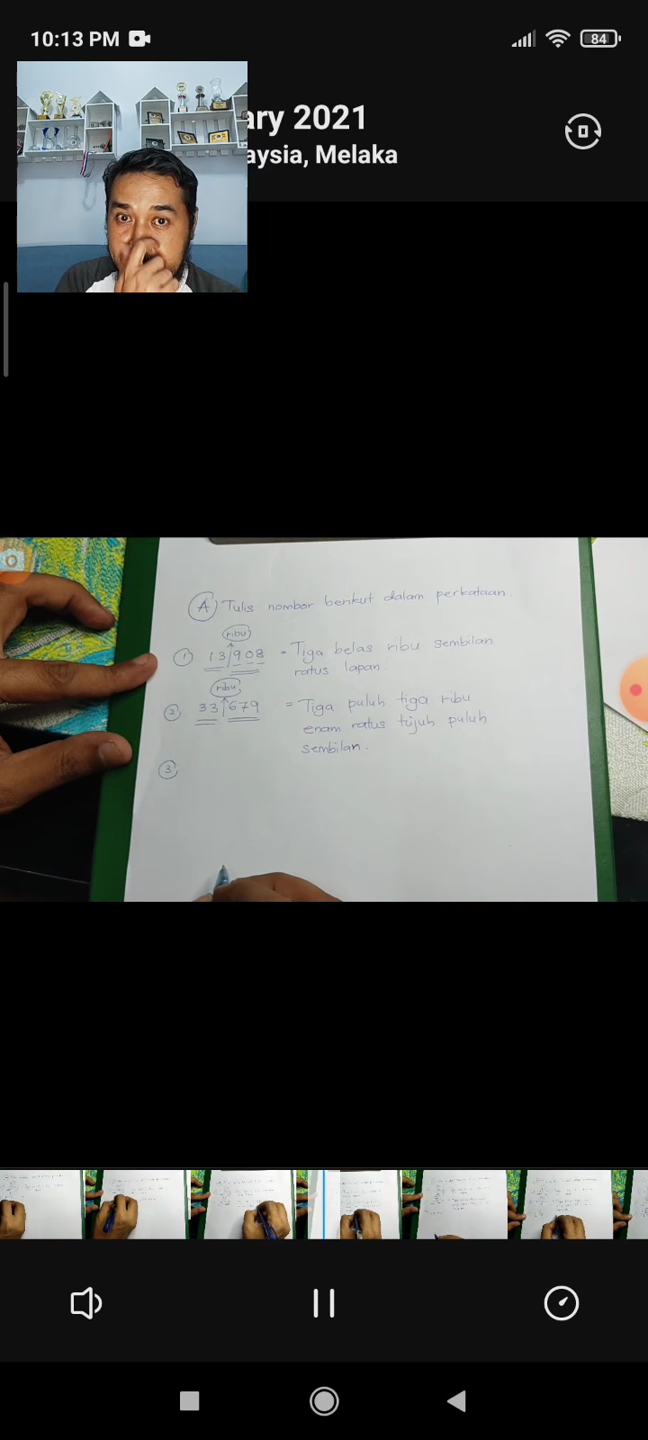 10:13 PM
84
ary 2021
aysia, Melaka
A Tulis nombor berikut dalam perkataan.
ribu
1 13/908 = Tiga belas ribu sembilan
ratus lapan.
ribu
2 33/679 = Tiga puluh tiga ribu
enam ratus tujuh puluh
sembilan.
3